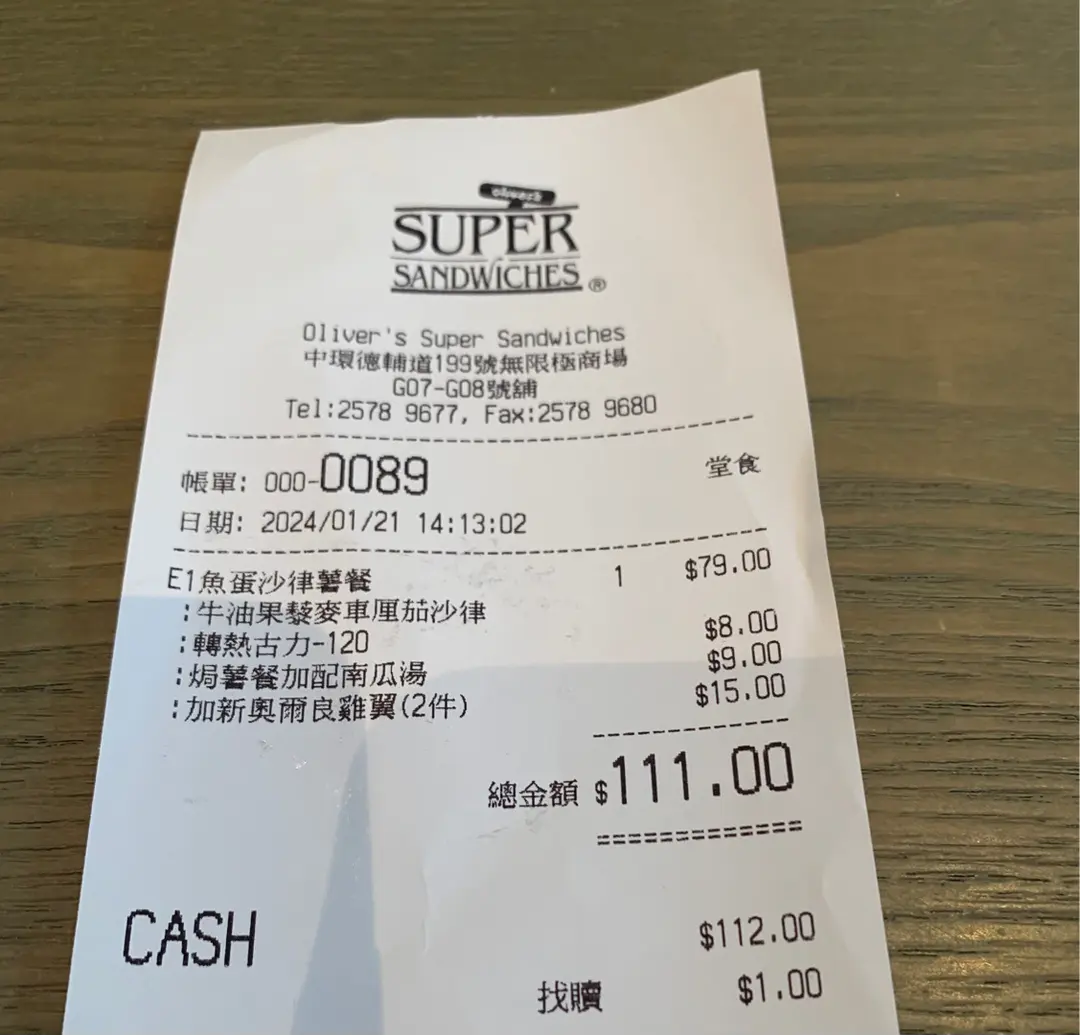 Oliver's
SUPER
SANDWICHES ®
Oliver's Super Sandwiches
中環德輔道199號無限極商場
G07-G08號舖
Tel:2578 9677, Fax:2578 9680
帳單: 000-0089 堂食
日期: 2024/01/21 14:13:02
E1魚蛋沙律薯餐 1 $79.00
:牛油果藜麥車厘茄沙律
:轉熱古力-120 $8.00
:焗薯餐加配南瓜湯 $9.00
:加新奧爾良雞翼(2件) $15.00
總金額 $111.00
CASH $112.00
找贖 $1.00